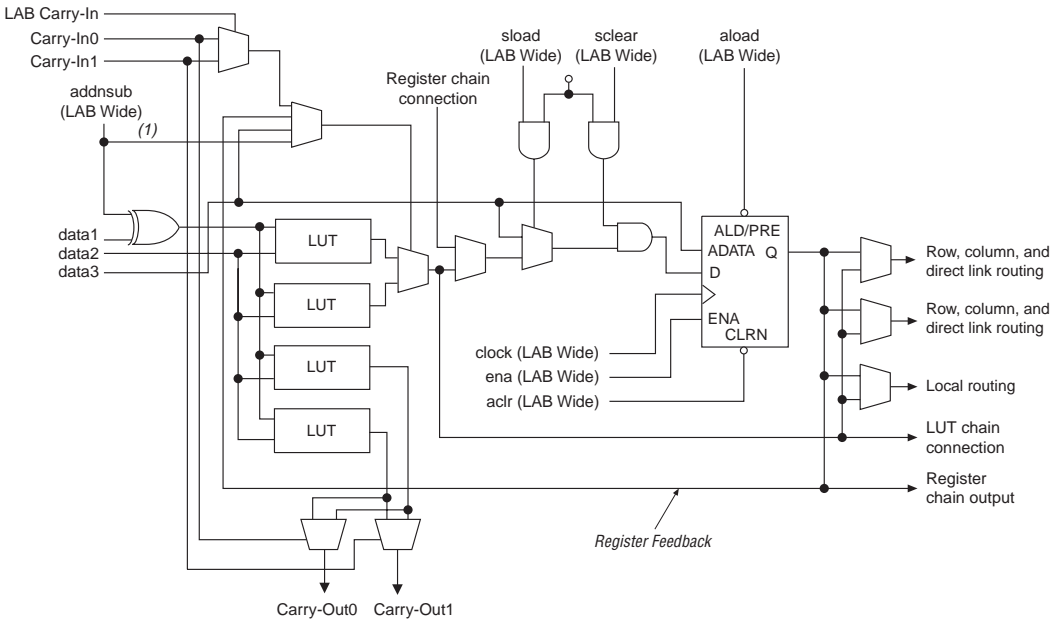 LAB Carry-In
Carry-In0
Carry-In1
addnsub
(LAB Wide)
(1)
data1
data2
data3
LUT
LUT
LUT
LUT
Register chain
connection
sload
(LAB Wide)
sclear
(LAB Wide)
aload
(LAB Wide)
ALD/PRE
ADATA
Q
D
ENA
CLRN
clock (LAB Wide)
ena (LAB Wide)
aclr (LAB Wide)
Row, column, and
direct link routing
Row, column, and
direct link routing
Local routing
LUT chain
connection
Register
chain output
Register Feedback
Carry-Out0
Carry-Out1